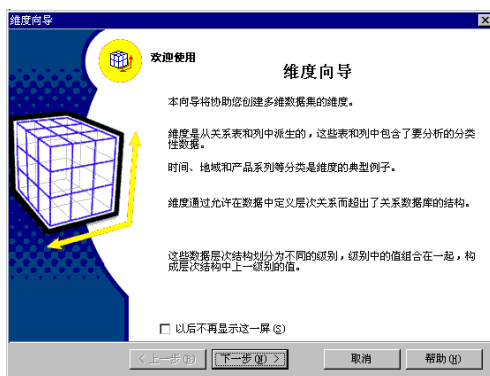 维度向导
欢迎使用
维度向导
本向导将协助您创建多维数据集的维度。
维度是从关系表和列中派生的，这些表和列中包含了要分析的分类
性数据。
时间、地域和产品系列等分类是维度的典型例子。
维度通过允许在数据中定义层次关系而超出了关系数据库的结构。
这些数据层次结构划分为不同的级别，级别中的值组合在一起，构
成层次结构中上一级别的值。
以后不再显示这一屏(S)
< 上一步(B) 下一步(N) > 取消 帮助(H)